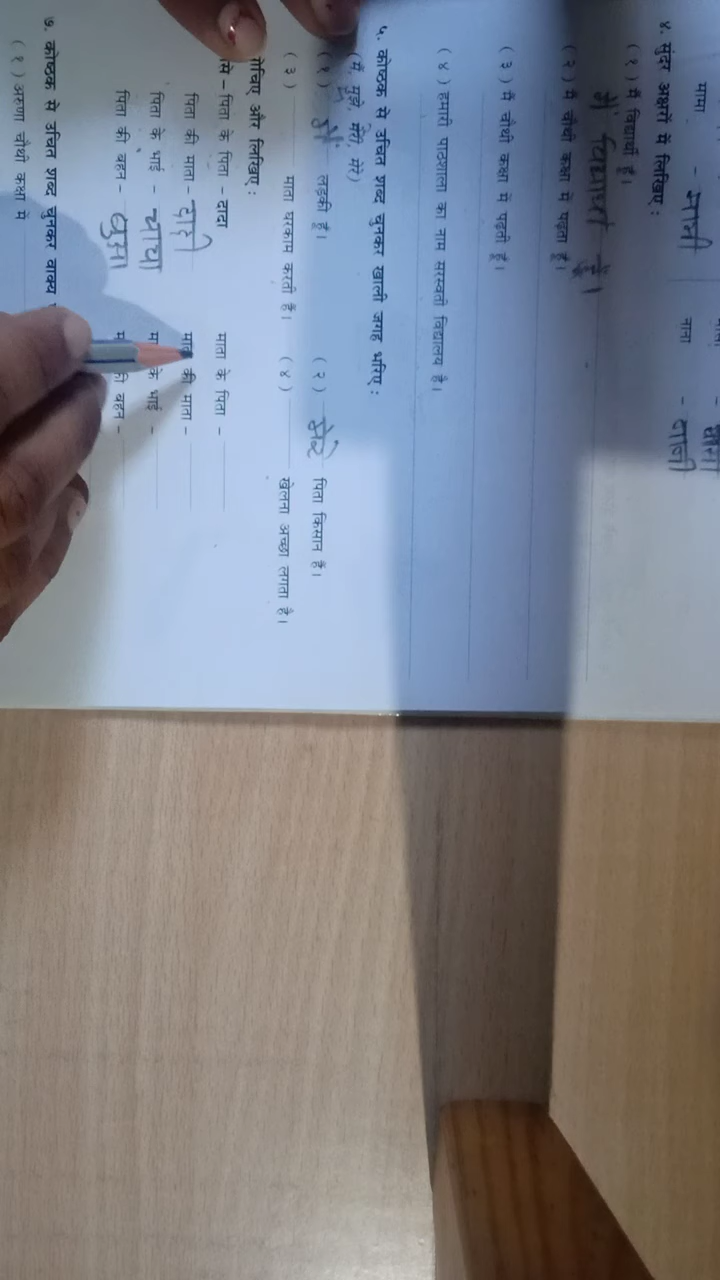 मामा - मामी नाना - नानी
४. सुंदर अक्षरों में लिखिए :
(१) मैं विद्यार्थी हूँ।
मैं विद्यार्थी हूँ।
(२) मैं चौथी कक्षा में पढ़ता हूँ।
(३) मैं चौथी कक्षा में पढ़ती हूँ।
(४) हमारी पाठशाला का नाम सरस्वती विद्यालय है।
५. कोष्ठक से उचित शब्द चुनकर खाली जगह भरिए :
(मैं, मुझे, मेरी, मेरे)
(१) मैं लड़की हूँ। (२) मेरे पिता किसान हैं।
(३) माता घरकाम करती हैं। (४) खेलना अच्छा लगता है।
और लिखिए :
- पिता के पिता - दादा माता के पिता -
पिता की माता - दादी की माता -
पिता के भाई - चाचा के भाई -
पिता की बहन - बुआ की बहन -
७. कोष्ठक से उचित शब्द चुनकर वाक्य
(१) अरुणा चौथी कक्षा में